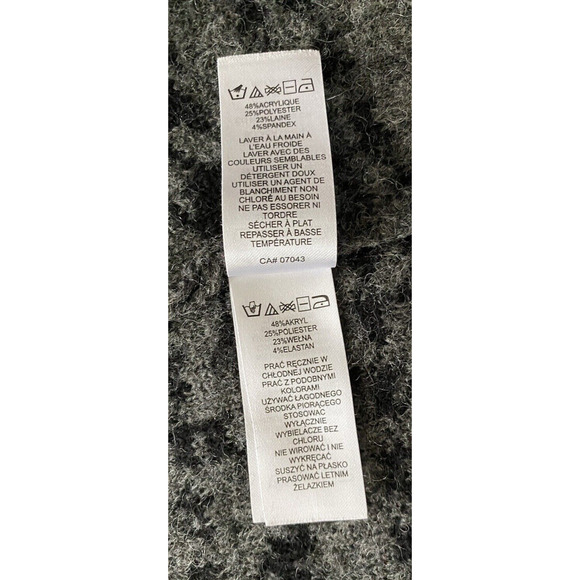 48%ACRYLIQUE
25%POLYESTER
23%LAINE
4%SPANDEX
LAVER À LA MAIN À
L'EAU FROIDE
LAVER AVEC DES
COULEURS SEMBLABLES
UTILISER UN
DÉTERGENT DOUX
UTILISER UN AGENT DE
BLANCHIMENT NON
CHLORÉ AU BESOIN
NE PAS ESSORER NI
TORDRE
SÉCHER À PLAT
REPASSER À BASSE
TEMPÉRATURE
CA# 07043
48%AKRYL
25%POLIESTER
23%WEŁNA
4%ELASTAN
PRAĆ RĘCZNIE W
CHŁODNEJ WODZIE
PRAĆ Z PODOBNYMI
KOLORAMI
UŻYWAĆ ŁAGODNEGO
ŚRODKA PIORĄCEGO
STOSOWAĆ
WYŁĄCZNIE
WYBIELACZE BEZ
CHLORU
NIE WIROWAĆ I NIE
WYKRĘCAĆ
SUSZYĆ NA PŁASKO
PRASOWAĆ LETNIM
ŻELAZKIEM